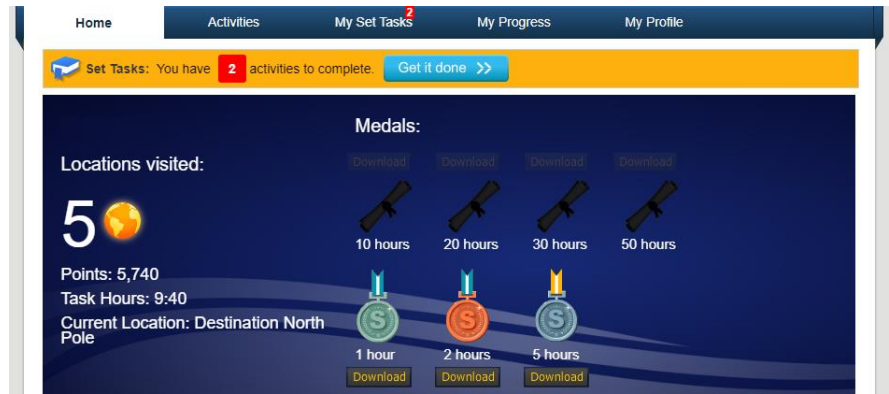 Home Activities My Set Tasks 2 My Progress My Profile
Set Tasks: You have 2 activities to complete. Get it done >>
Medals:
Download Download Download Download
Locations visited:
5
10 hours 20 hours 30 hours 50 hours
Points: 5,740
Task Hours: 9:40
Current Location: Destination North
Pole
S S S
1 hour 2 hours 5 hours
Download Download Download